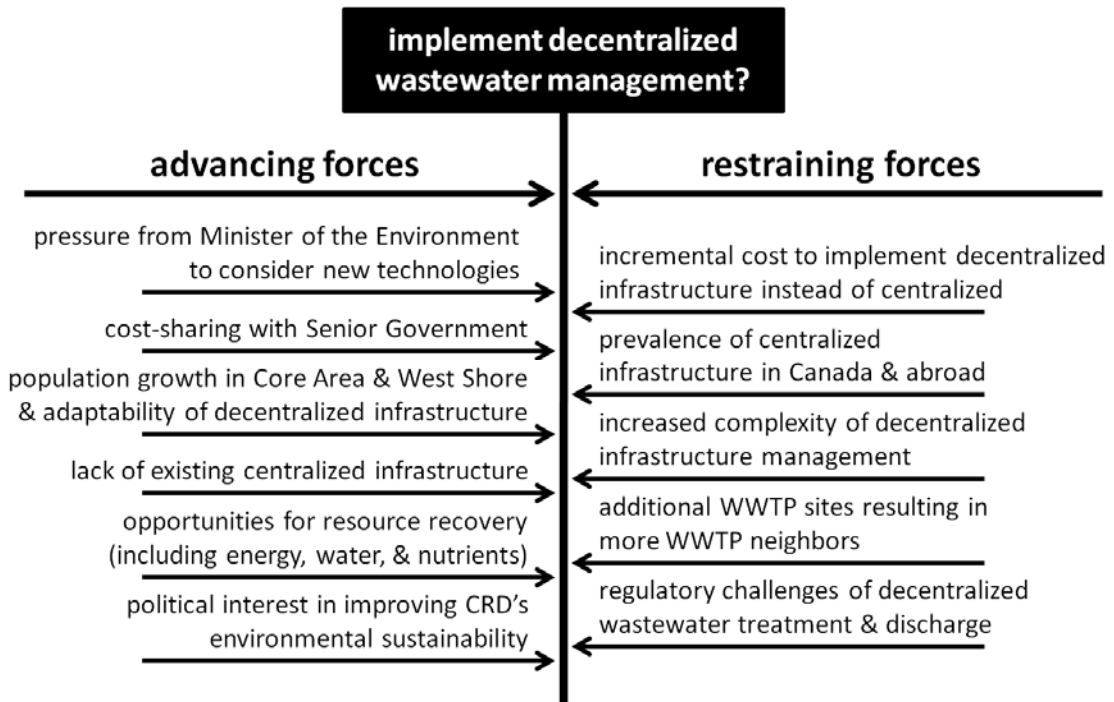 implement decentralized
wastewater management?
advancing forces
pressure from Minister of the Environment
to consider new technologies
cost-sharing with Senior Government
population growth in Core Area & West Shore
& adaptability of decentralized infrastructure
lack of existing centralized infrastructure
opportunities for resource recovery
(including energy, water, & nutrients)
political interest in improving CRD's
environmental sustainability
restraining forces
incremental cost to implement decentralized
infrastructure instead of centralized
prevalence of centralized
infrastructure in Canada & abroad
increased complexity of decentralized
infrastructure management
additional WWTP sites resulting in
more WWTP neighbors
regulatory challenges of decentralized
wastewater treatment & discharge